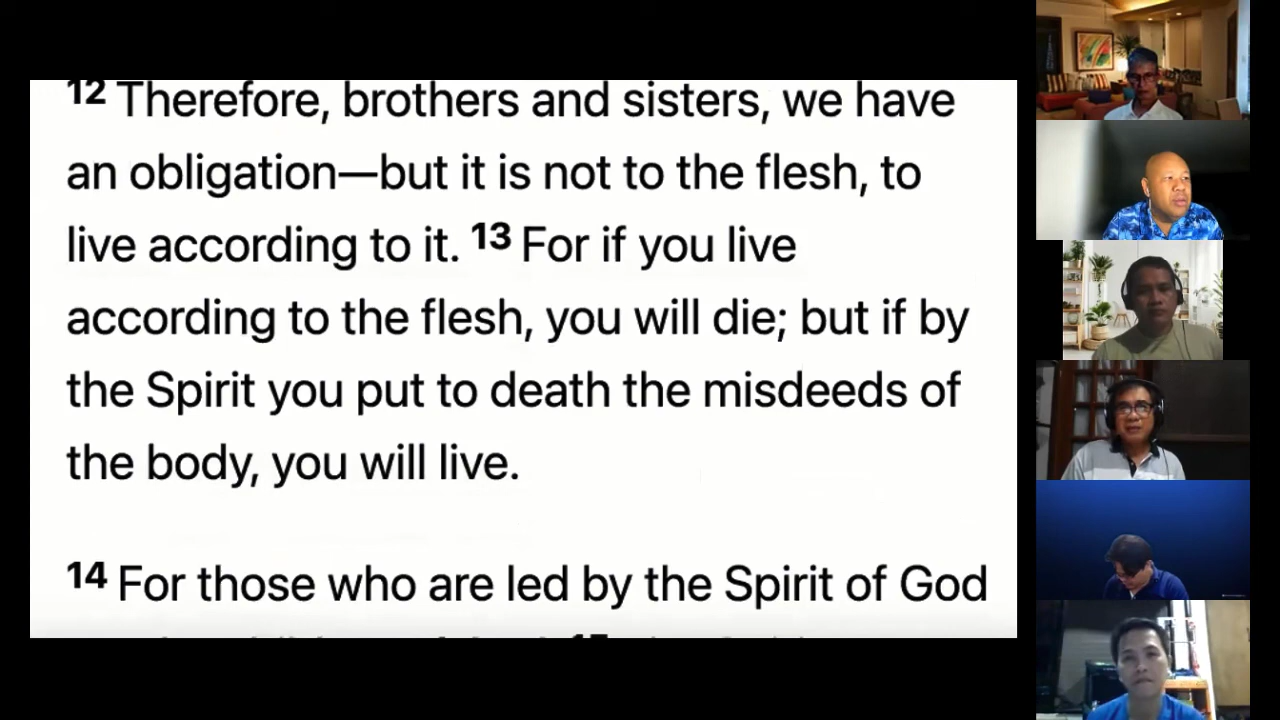 12 Therefore, brothers and sisters, we have
an obligation—but it is not to the flesh, to
live according to it. 13 For if you live
according to the flesh, you will die; but if by
the Spirit you put to death the misdeeds of
the body, you will live.
14 For those who are led by the Spirit of God